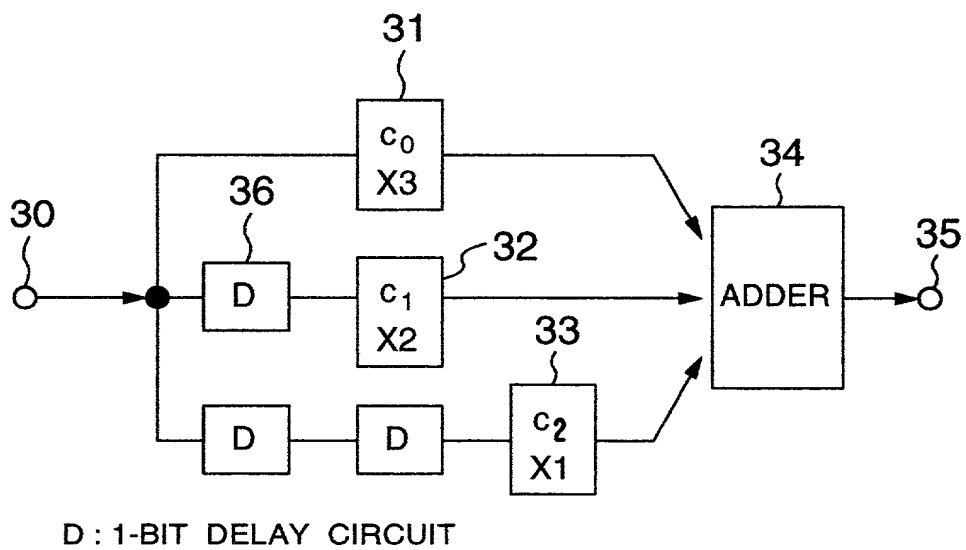 31
c0
X3
34
30
36
32
35
D
c1
X2
ADDER
33
D
D
c2
X1
D : 1-BIT DELAY CIRCUIT